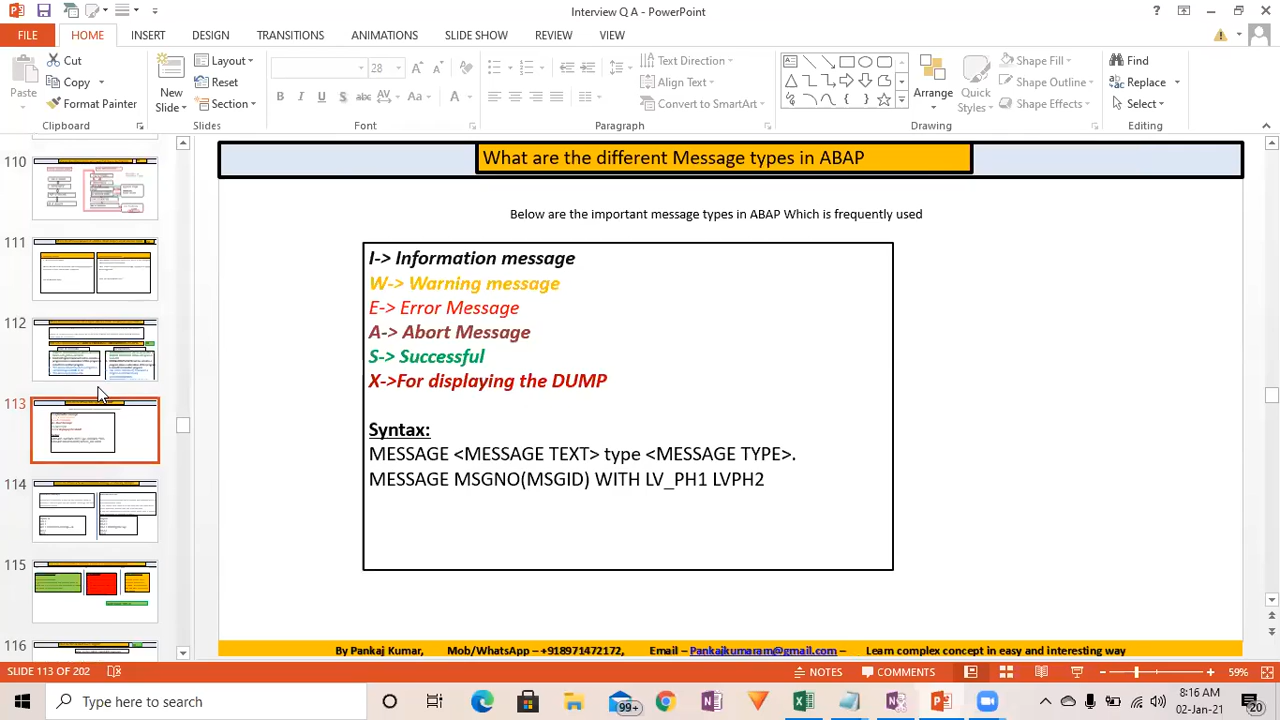 Interview Q A - PowerPoint
FILE HOME INSERT DESIGN TRANSITIONS ANIMATIONS SLIDE SHOW REVIEW VIEW
Paste
Cut
Copy
Format Painter
Clipboard
New Slide
Layout
Reset
Section
Slides
28
Font
Text Direction
Align Text
Convert to SmartArt
Paragraph
Arrange
Quick Styles
Shape Fill
Shape Outline
Shape Effects
Drawing
Find
Replace
Select
Editing
110
111
112
113
114
115
116
What are the different Message types in ABAP
Below are the important message types in ABAP Which is frequently used
I-> Information message
W-> Warning message
E-> Error Message
A-> Abort Message
S-> Successful
X->For displaying the DUMP
Syntax:
MESSAGE <MESSAGE TEXT> type <MESSAGE TYPE>.
MESSAGE MSGNO(MSGID) WITH LV_PH1 LVPH2
By Pankaj Kumar, Mob/WhatsApp – +918971472172, Email – Pankajkumaram@gmail.com – Learn complex concept in easy and interesting way
SLIDE 113 OF 202 NOTES COMMENTS 59%
Type here to search
99+
8:16 AM
02-Jan-21
20